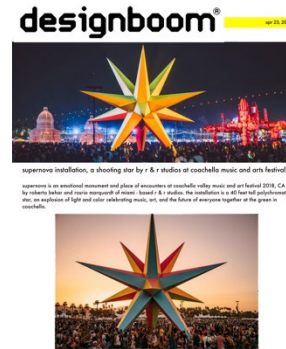 designboom®
apr 23, 20
supernova installation, a shooting star by r & r studios at coachella music and arts festival
supernova is an emotional monument and place of encounters at coachella valley music and art festival 2018, CA
by roberto behar and rosario marquardt of miami - based r & r studios. the installation is a 40 feet tall polychromatic
star, an explosion of light and color celebrating music, art, and the future of everyone together at the green in
coachella.